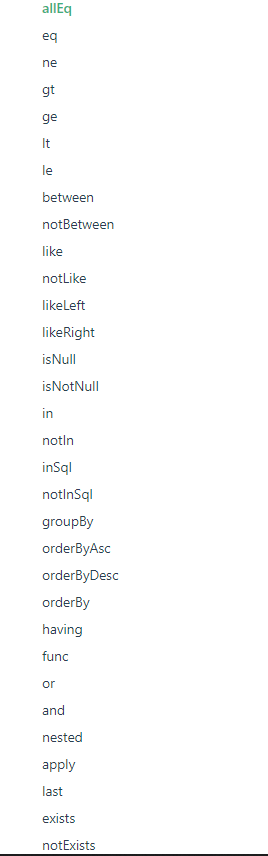 allEq
eq
ne
gt
ge
lt
le
between
notBetween
like
notLike
likeLeft
likeRight
isNull
isNotNull
in
notIn
inSql
notInSql
groupBy
orderByAsc
orderByDesc
orderBy
having
func
or
and
nested
apply
last
exists
notExists